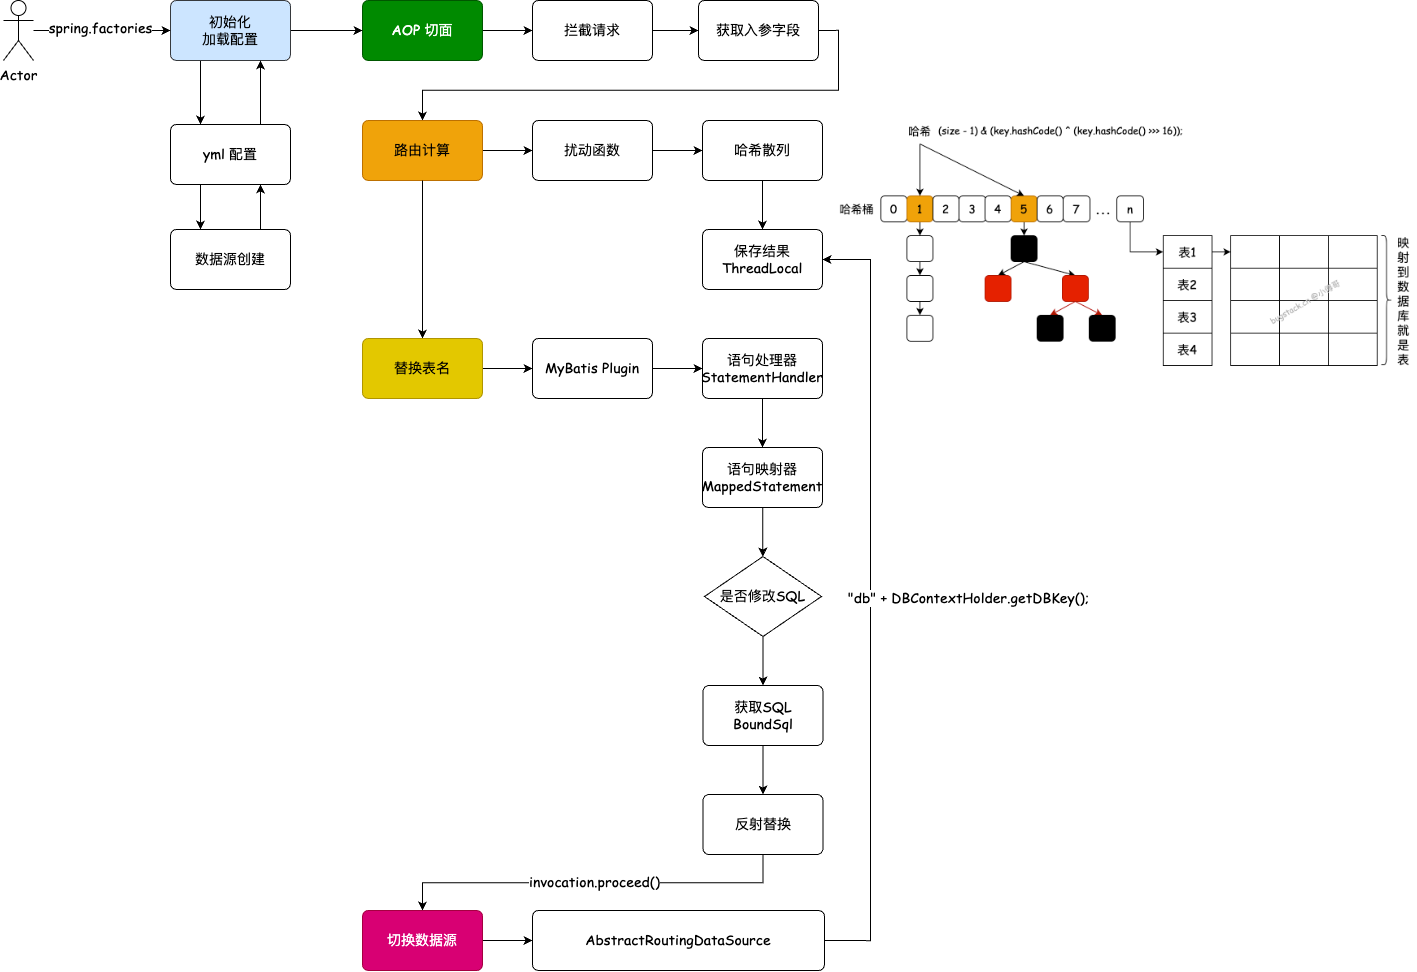 spring.factories
Actor
初始化
加载配置
AOP 切面
拦截请求
获取入参字段
yml 配置
数据源创建
路由计算
扰动函数
哈希散列
保存结果
ThreadLocal
替换表名
MyBatis Plugin
语句处理器
StatementHandler
语句映射器
MappedStatement
是否修改SQL
"db" + DBContextHolder.getDBKey();
获取SQL
BoundSql
反射替换
invocation.proceed()
切换数据源
AbstractRoutingDataSource
哈希 (size - 1) & (key.hashCode() ^ (key.hashCode() >>> 16));
哈希桶 0 1 2 3 4 5 6 7 ... n
表1
表2
表3
表4
bugstack.cn @小傅哥
映射到数据库就是表